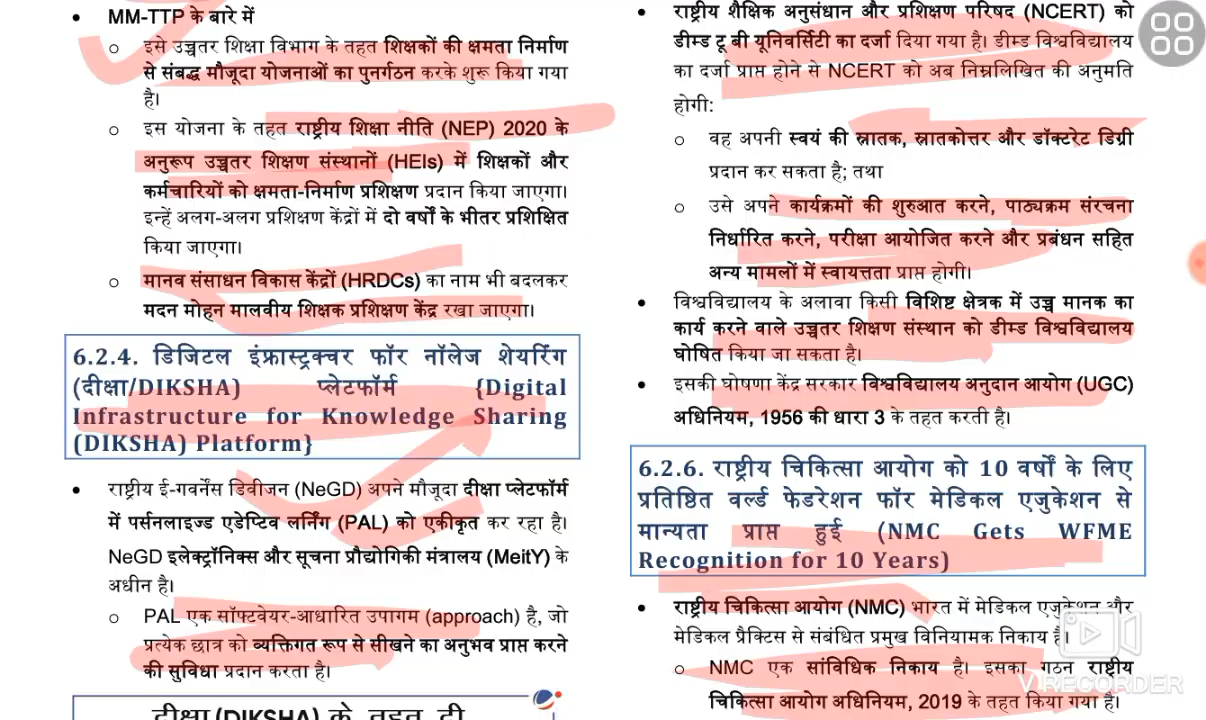 MM-TTP के बारे में
इसे उच्चतर शिक्षा विभाग के तहत शिक्षकों की क्षमता निर्माण
से संबद्ध मौजूदा योजनाओं का पुनर्गठन करके शुरू किया गया
है।
इस योजना के तहत राष्ट्रीय शिक्षा नीति (NEP) 2020 के
अनुरूप उच्चतर शिक्षण संस्थानों (HEIs) में शिक्षकों और
कर्मचारियों को क्षमता-निर्माण प्रशिक्षण प्रदान किया जाएगा।
इन्हें अलग-अलग प्रशिक्षण केंद्रों में दो वर्षों के भीतर प्रशिक्षित
किया जाएगा।
मानव संसाधन विकास केंद्रों (HRDCs) का नाम भी बदलकर
मदन मोहन मालवीय शिक्षक प्रशिक्षण केंद्र रखा जाएगा।
6.2.4. डिजिटल इंफ्रास्ट्रक्चर फॉर नॉलेज शेयरिंग
(दीक्षा/DIKSHA) प्लेटफॉर्म {Digital
Infrastructure for Knowledge Sharing
(DIKSHA) Platform}
राष्ट्रीय ई-गवर्नेंस डिवीजन (NeGD) अपने मौजूदा दीक्षा प्लेटफॉर्म
में पर्सनलाइज्ड एडेप्टिव लर्निंग (PAL) को एकीकृत कर रहा है।
NeGD इलेक्ट्रॉनिक्स और सूचना प्रौद्योगिकी मंत्रालय (MeitY) के
अधीन है।
PAL एक सॉफ्टवेयर-आधारित उपागम (approach) है, जो
प्रत्येक छात्र को व्यक्तिगत रूप से सीखने का अनुभव प्राप्त करने
की सुविधा प्रदान करता है।
दीक्षा (DIKSHA) के तहत दी
राष्ट्रीय शैक्षिक अनुसंधान और प्रशिक्षण परिषद (NCERT) को
डीम्ड टू बी यूनिवर्सिटी का दर्जा दिया गया है। डीम्ड विश्वविद्यालय
का दर्जा प्राप्त होने से NCERT को अब निम्नलिखित की अनुमति
होगी:
वह अपनी स्वयं की स्नातक, स्नातकोत्तर और डॉक्टरेट डिग्री
प्रदान कर सकता है; तथा
उसे अपने कार्यक्रमों की शुरुआत करने, पाठ्यक्रम संरचना
निर्धारित करने, परीक्षा आयोजित करने और प्रबंधन सहित
अन्य मामलों में स्वायत्तता प्राप्त होगी।
विश्वविद्यालय के अलावा किसी विशिष्ट क्षेत्रक में उच्च मानक का
कार्य करने वाले उच्चतर शिक्षण संस्थान को डीम्ड विश्वविद्यालय
घोषित किया जा सकता है।
इसकी घोषणा केंद्र सरकार विश्वविद्यालय अनुदान आयोग (UGC)
अधिनियम, 1956 की धारा 3 के तहत करती है।
6.2.6. राष्ट्रीय चिकित्सा आयोग को 10 वर्षों के लिए
प्रतिष्ठित वर्ल्ड फेडरेशन फॉर मेडिकल एजुकेशन से
मान्यता प्राप्त हुई (NMC Gets WFME
Recognition for 10 Years)
राष्ट्रीय चिकित्सा आयोग (NMC) भारत में मेडिकल एजुकेशन और
मेडिकल प्रैक्टिस से संबंधित प्रमुख विनियामक निकाय है।
NMC एक सांविधिक निकाय है। इसका गठन राष्ट्रीय
चिकित्सा आयोग अधिनियम, 2019 के तहत किया गया है।
V RECORDER